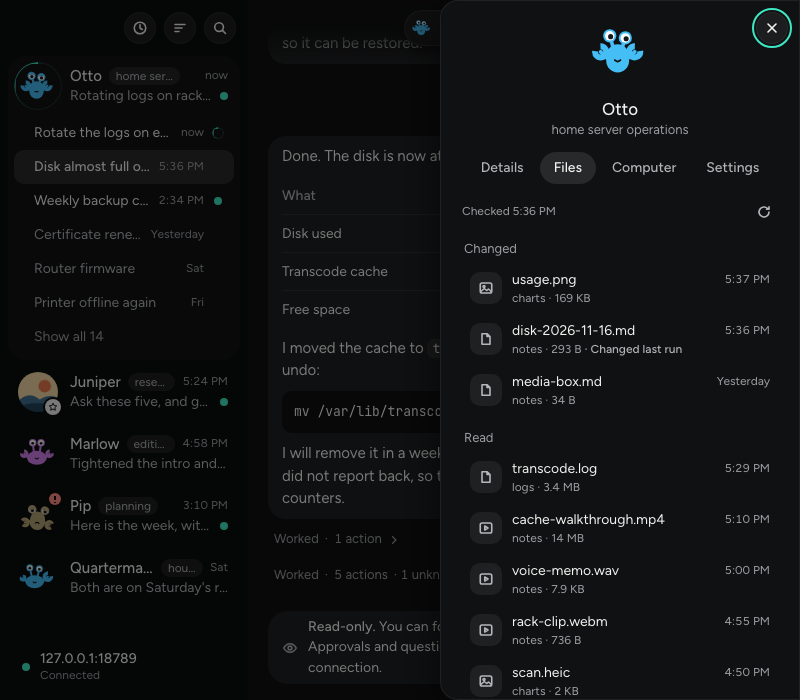 Otto home ser... now
Rotating logs on rack...
Rotate the logs on e... now
Disk almost full o... 5:36 PM
Weekly backup c... 2:34 PM
Certificate rene... Yesterday
Router firmware Sat
Printer offline again Fri
Show all 14
Juniper rese... 5:24 PM
Ask these five, and g...
Marlow editi... 4:58 PM
Tightened the intro and...
Pip planning 3:10 PM
Here is the week, wit...
Quarterma... hou... Sat
Both are on Saturday's r...
127.0.0.1:18789
Connected
so it can be restored.
Done. The disk is now at
What
Disk used
Transcode cache
Free space
I moved the cache to
undo:
mv /var/lib/transco
I will remove it in a week
did not report back, so t
counters.
Worked · 1 action
Worked · 5 actions · 1 unkn
Read-only. You can fo
Approvals and questi
connection.
Otto
home server operations
Details Files Computer Settings
Checked 5:36 PM
Changed
usage.png 5:37 PM
charts · 169 KB
disk-2026-11-16.md 5:36 PM
notes · 293 B · Changed last run
media-box.md Yesterday
notes · 34 B
Read
transcode.log 5:29 PM
logs · 3.4 MB
cache-walkthrough.mp4 5:10 PM
notes · 14 MB
voice-memo.wav 5:00 PM
notes · 7.9 KB
rack-clip.webm 4:55 PM
notes · 736 B
scan.heic 4:50 PM
charts · 2 KB